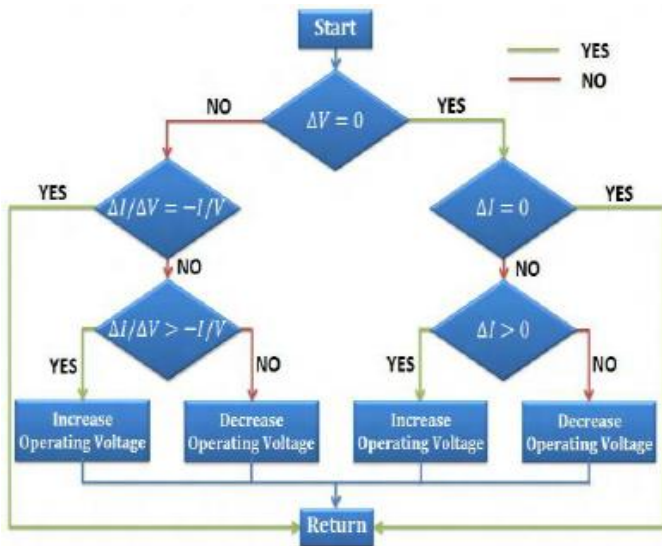 Start
YES
NO
NO
YES
ΔV = 0
YES
ΔI/ΔV = −I/V
ΔI = 0
YES
NO
NO
ΔI/ΔV > −I/V
ΔI > 0
YES
NO
YES
NO
Increase
Operating Voltage
Decrease
Operating Voltage
Increase
Operating Voltage
Decrease
Operating Voltage
Return